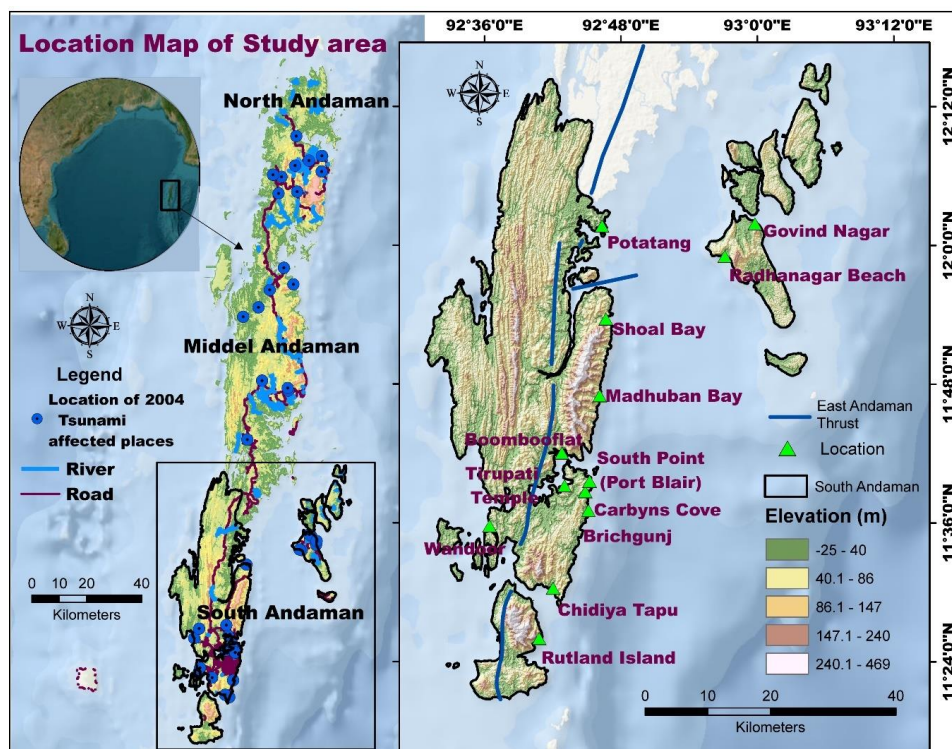 Location Map of Study area
North Andaman
N
W E
S
Middel Andaman
Legend
Location of 2004
Tsunami
affected places
River
Road
0 10 20 40
Kilometers
South Andaman
92°36'0"E 92°48'0"E 93°0'0"E 93°12'0"E
N
W E
S
12°12'0"N
12°0'0"N
11°48'0"N
11°36'0"N
11°24'0"N
Potatang
Govind Nagar
Radhanagar Beach
Shoal Bay
Madhuban Bay
Boombooflat
South Point
(Port Blair)
Tirupati
Temple
Carbyns Cove
Brichgunj
Wandoor
Chidiya Tapu
Rutland Island
East Andaman
Thrust
Location
South Andaman
Elevation (m)
-25 - 40
40.1 - 86
86.1 - 147
147.1 - 240
240.1 - 469
0 10 20 40
Kilometers